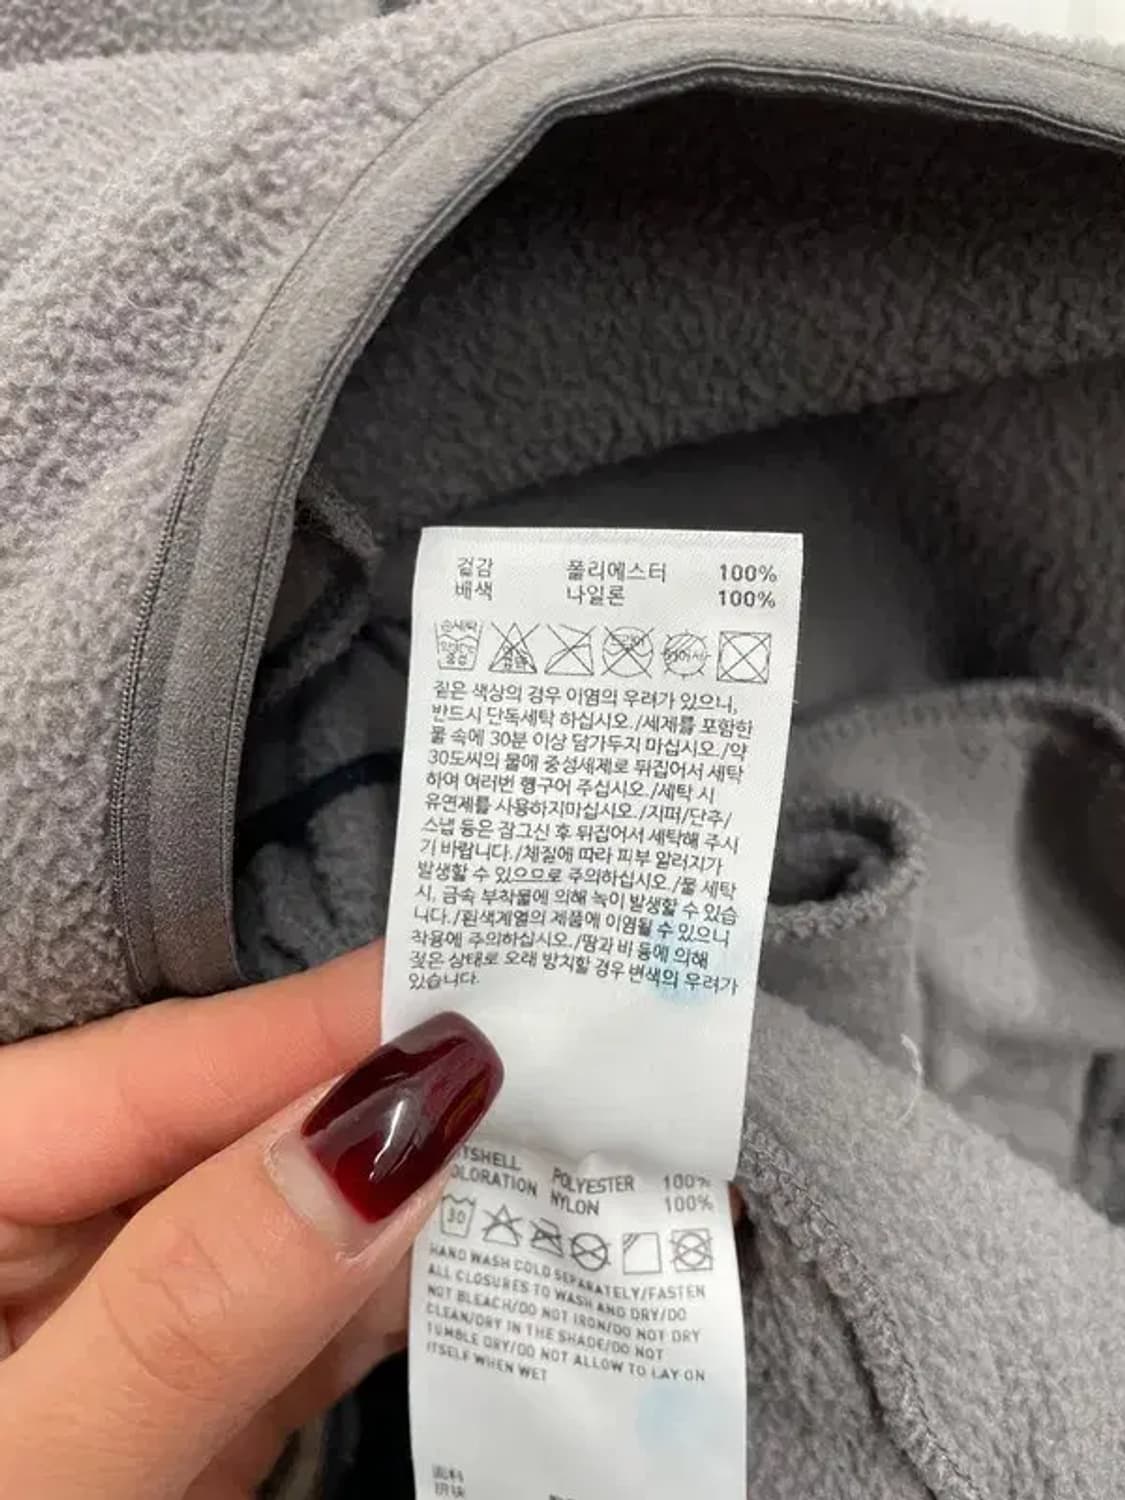 겉감 폴리에스터 100%
배색 나일론 100%
손세탁
약30℃
중성
짙은 색상의 경우 이염의 우려가 있으니,
반드시 단독세탁 하십시오./세제를 포함한
물 속에 30분 이상 담가두지 마십시오./약
30도씨의 물에 중성세제로 뒤집어서 세탁
하여 여러번 헹구어 주십시오./세탁 시
유연제를 사용하지마십시오./지퍼/단추/
스냅 등은 잠그신 후 뒤집어서 세탁해 주시
기 바랍니다./체질에 따라 피부 알러지가
발생할 수 있으므로 주의하십시오./물 세탁
시, 금속 부착물에 의해 녹이 발생할 수 있습
니다./흰색계열의 제품에 이염될 수 있으니
착용에 주의하십시오./땀과 비 등에 의해
젖은 상태로 오래 방치할 경우 변색의 우려가
있습니다.
TSHELL POLYESTER 100%
OLORATION NYLON 100%
30
HAND WASH COLD SEPARATELY/FASTEN
ALL CLOSURES TO WASH AND DRY/DO
NOT BLEACH/DO NOT IRON/DO NOT DRY
CLEAN/DRY IN THE SHADE/DO NOT
TUMBLE DRY/DO NOT ALLOW TO LAY ON
ITSELF WHEN WET
面料